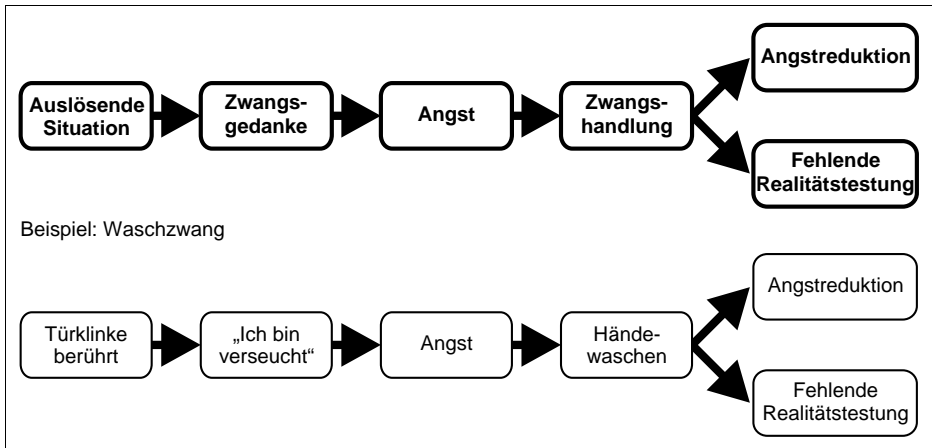 Angstreduktion
Auslösende
Situation
Zwangs-
gedanke
Angst
Zwangs-
handlung
Fehlende
Realitätstestung
Beispiel: Waschzwang
Angstreduktion
Türklinke
berührt
„Ich bin
verseucht“
Angst
Hände-
waschen
Fehlende
Realitätstestung